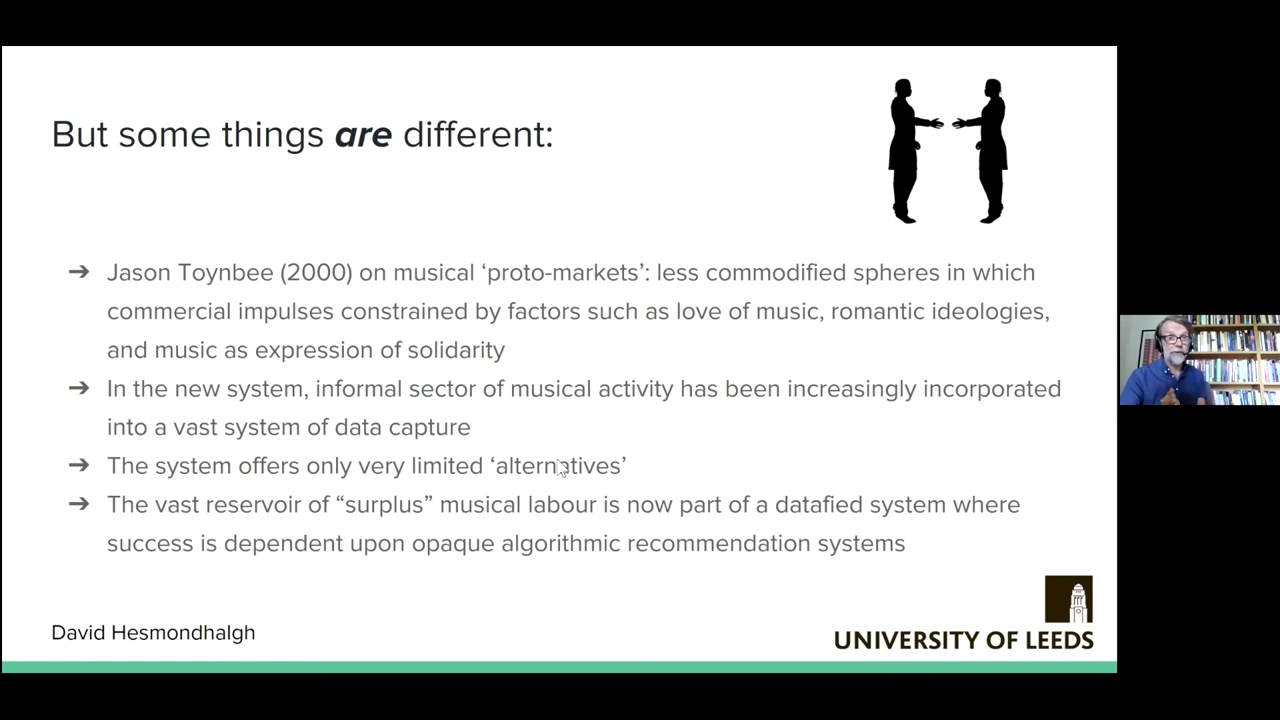 But some things are different:
➔ Jason Toynbee (2000) on musical ‘proto-markets’: less commodified spheres in which
commercial impulses constrained by factors such as love of music, romantic ideologies,
and music as expression of solidarity
➔ In the new system, informal sector of musical activity has been increasingly incorporated
into a vast system of data capture
➔ The system offers only very limited ‘alternatives’
➔ The vast reservoir of “surplus” musical labour is now part of a datafied system where
success is dependent upon opaque algorithmic recommendation systems
David Hesmondhalgh
UNIVERSITY OF LEEDS